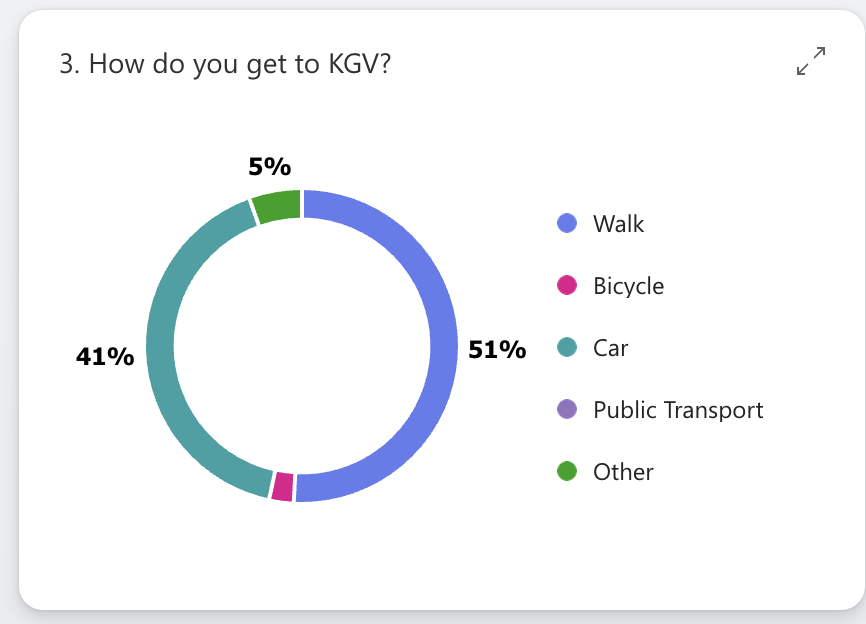 3. How do you get to KGV?
5%
41%
51%
Walk
Bicycle
Car
Public Transport
Other